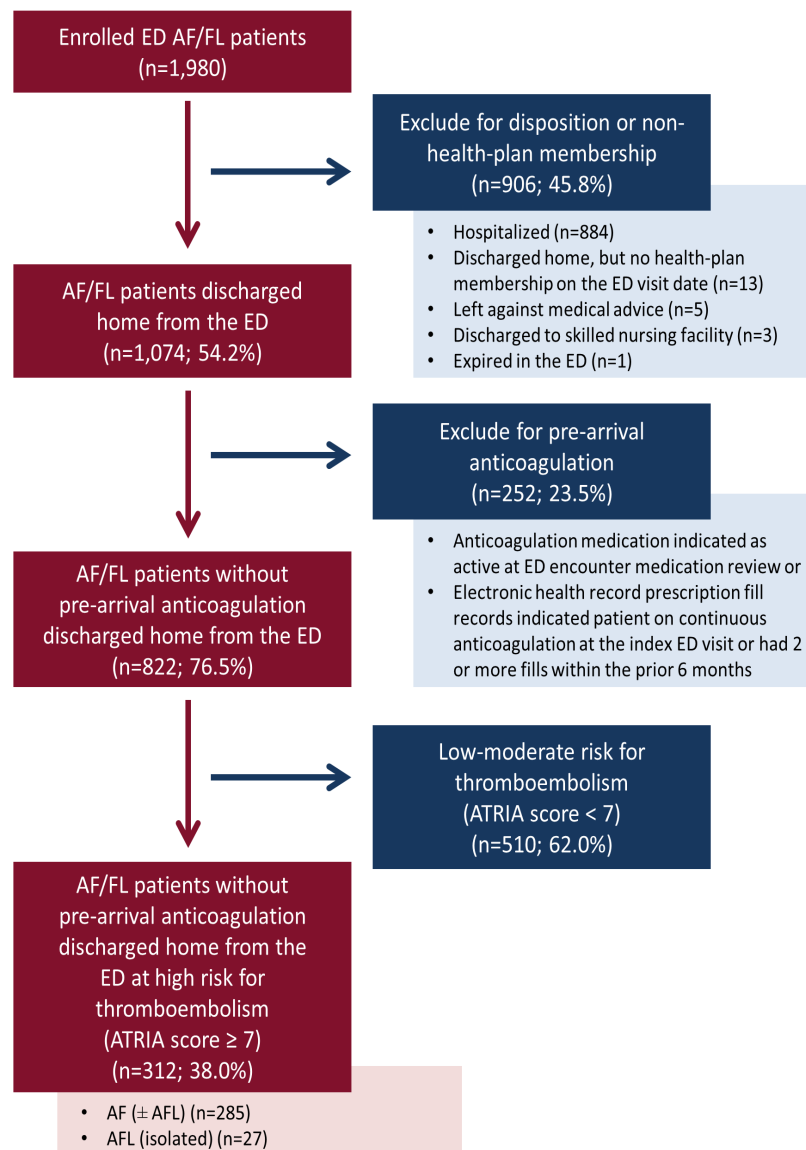 Enrolled ED AF/FL patients
(n=1,980)
Exclude for disposition or non-
health-plan membership
(n=906; 45.8%)
• Hospitalized (n=884)
• Discharged home, but no health-plan
membership on the ED visit date (n=13)
• Left against medical advice (n=5)
• Discharged to skilled nursing facility (n=3)
• Expired in the ED (n=1)
AF/FL patients discharged
home from the ED
(n=1,074; 54.2%)
Exclude for pre-arrival
anticoagulation
(n=252; 23.5%)
• Anticoagulation medication indicated as
active at ED encounter medication review or
• Electronic health record prescription fill
records indicated patient on continuous
anticoagulation at the index ED visit or had 2
or more fills within the prior 6 months
AF/FL patients without
pre-arrival anticoagulation
discharged home from the ED
(n=822; 76.5%)
Low-moderate risk for
thromboembolism
(ATRIA score < 7)
(n=510; 62.0%)
AF/FL patients without
pre-arrival anticoagulation
discharged home from the
ED at high risk for
thromboembolism
(ATRIA score ≥ 7)
(n=312; 38.0%)
• AF (± AFL) (n=285)
• AFL (isolated) (n=27)